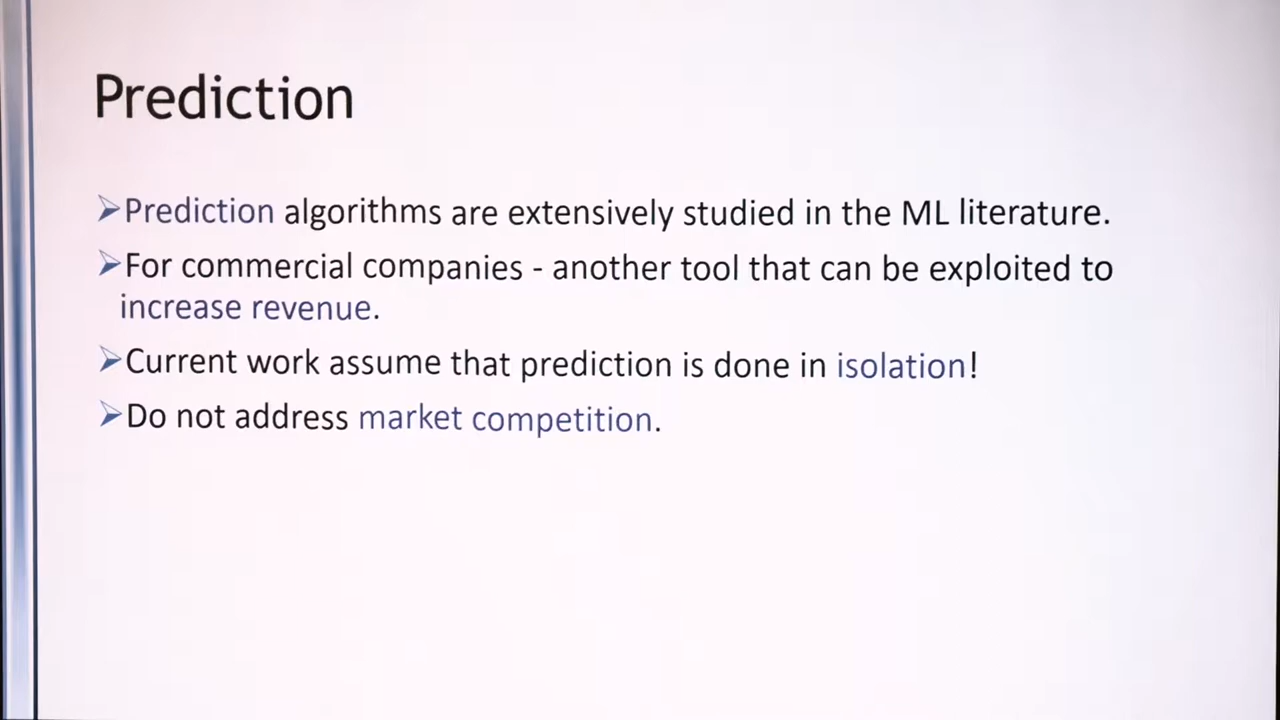 Prediction
➢Prediction algorithms are extensively studied in the ML literature.
➢For commercial companies - another tool that can be exploited to
increase revenue.
➢Current work assume that prediction is done in isolation!
➢Do not address market competition.